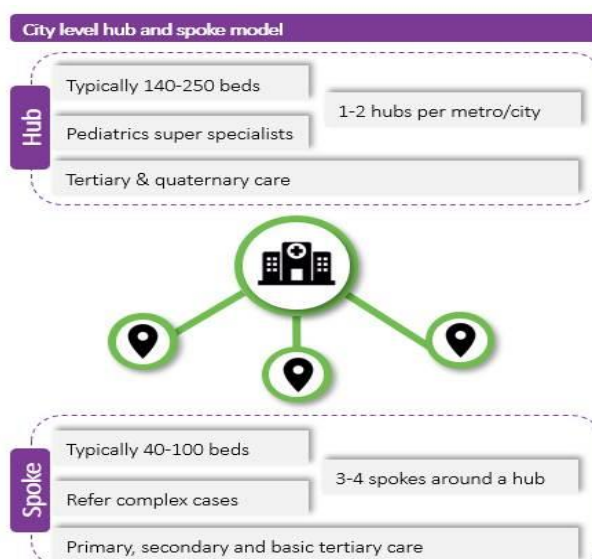 City level hub and spoke model
Hub
Typically 140-250 beds
1-2 hubs per metro/city
Pediatrics super specialists
Tertiary & quaternary care
Spoke
Typically 40-100 beds
3-4 spokes around a hub
Refer complex cases
Primary, secondary and basic tertiary care